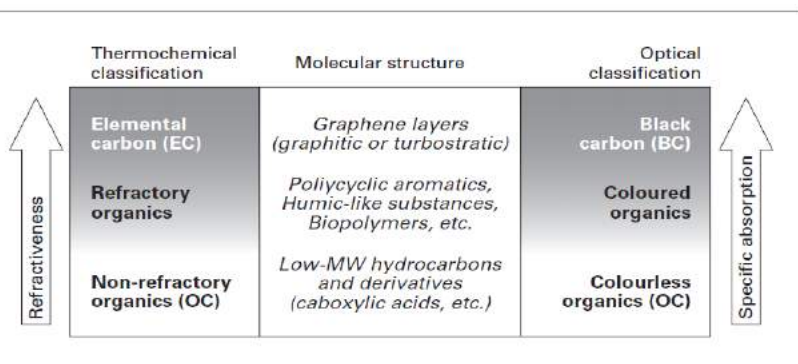 Thermochemical
classification
Molecular structure
Optical
classification
Refractiveness
Elemental
carbon (EC)
Graphene layers
(graphitic or turbostratic)
Black
carbon (BC)
Refractory
organics
Poliycyclic aromatics,
Humic-like substances,
Biopolymers, etc.
Coloured
organics
Non-refractory
organics (OC)
Low-MW hydrocarbons
and derivatives
(caboxylic acids, etc.)
Colourless
organics (OC)
Specific absorption